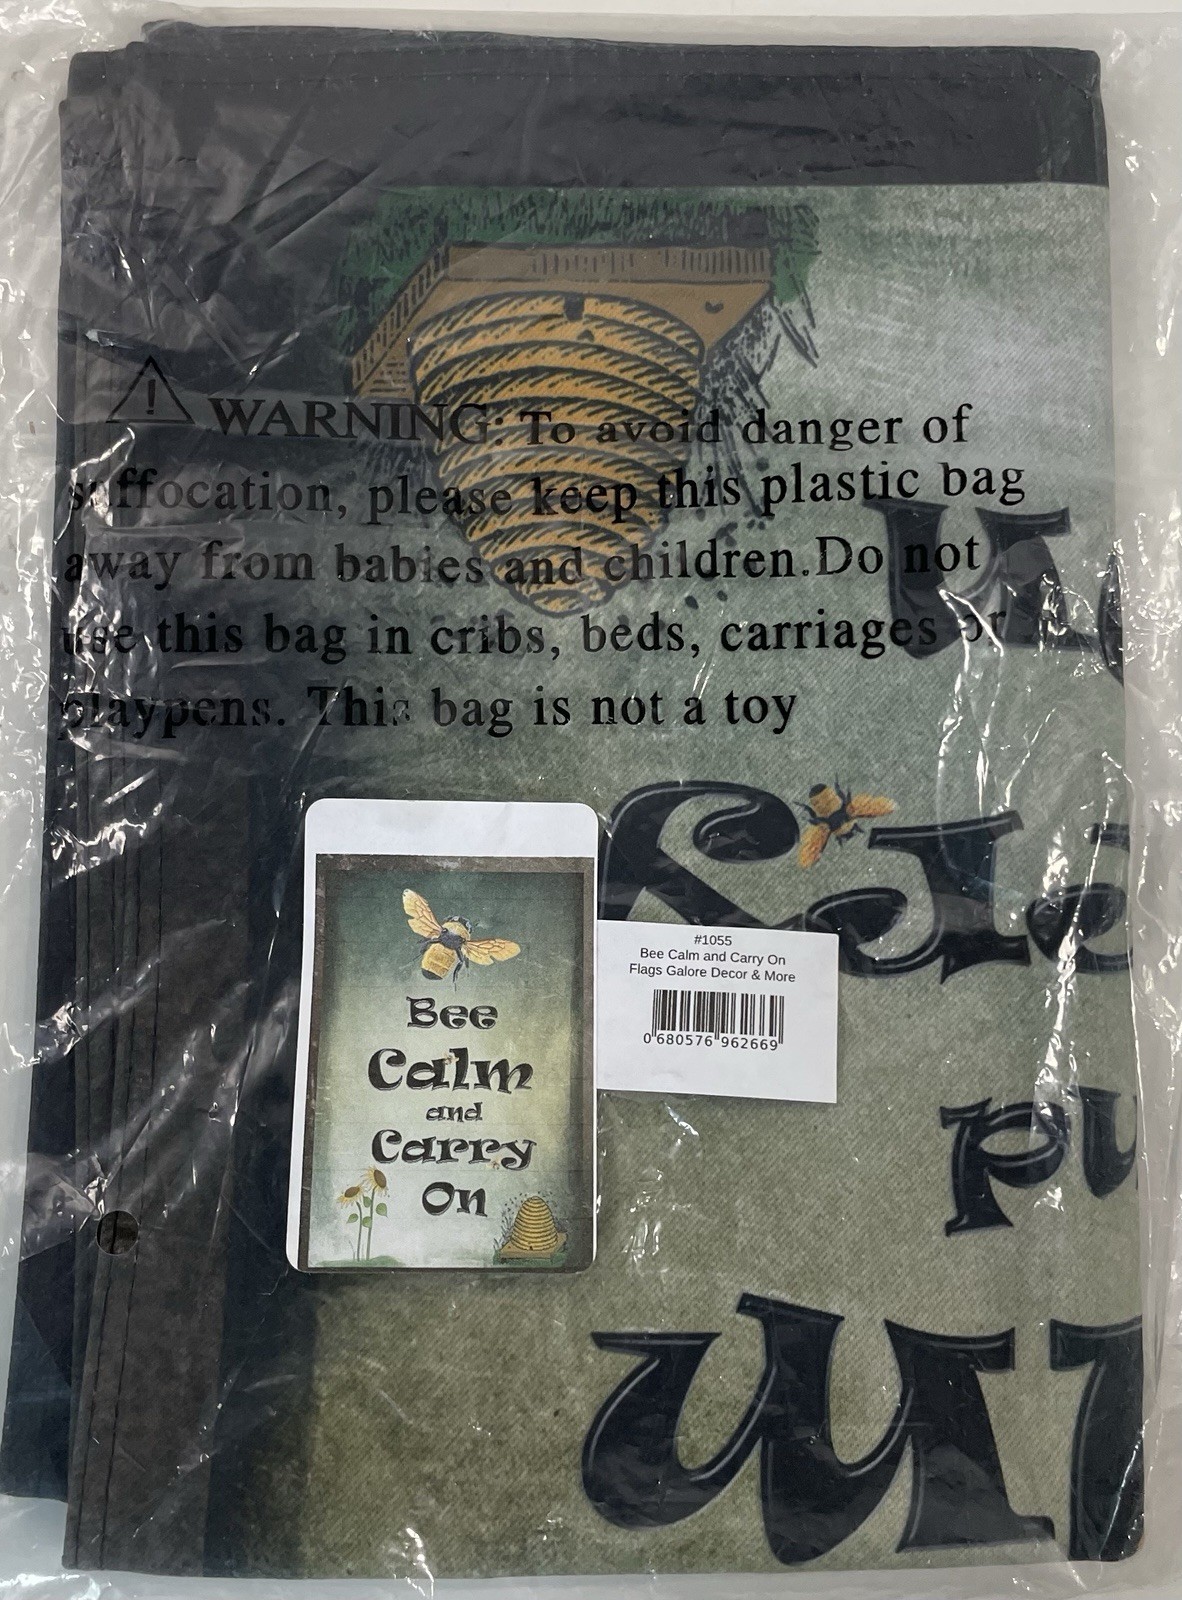 WARNING: To avoid danger of
suffocation, please keep this plastic bag
away from babies and children.Do not
use this bag in cribs, beds, carriages or
playpens. This bag is not a toy
#1055
Bee Calm and Carry On
Flags Galore Decor & More
0 680576 962669
Bee
Calm
and
Carry
On